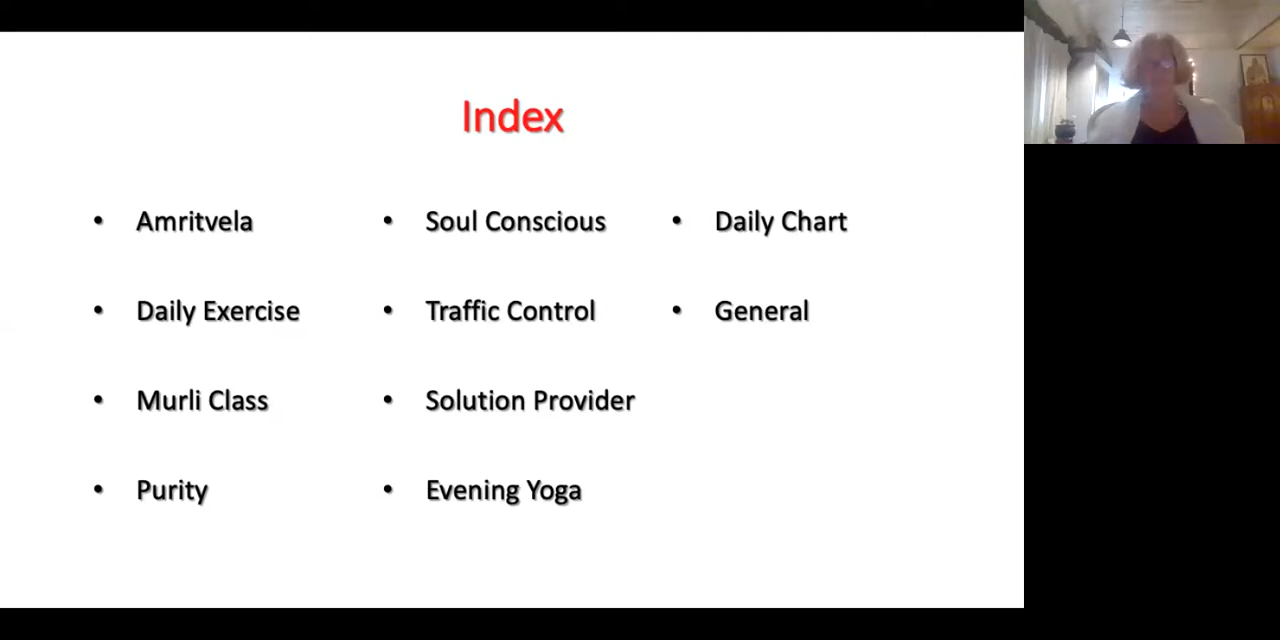 Index
• Amritvela
• Daily Exercise
• Murli Class
• Purity
• Soul Conscious
• Traffic Control
• Solution Provider
• Evening Yoga
• Daily Chart
• General